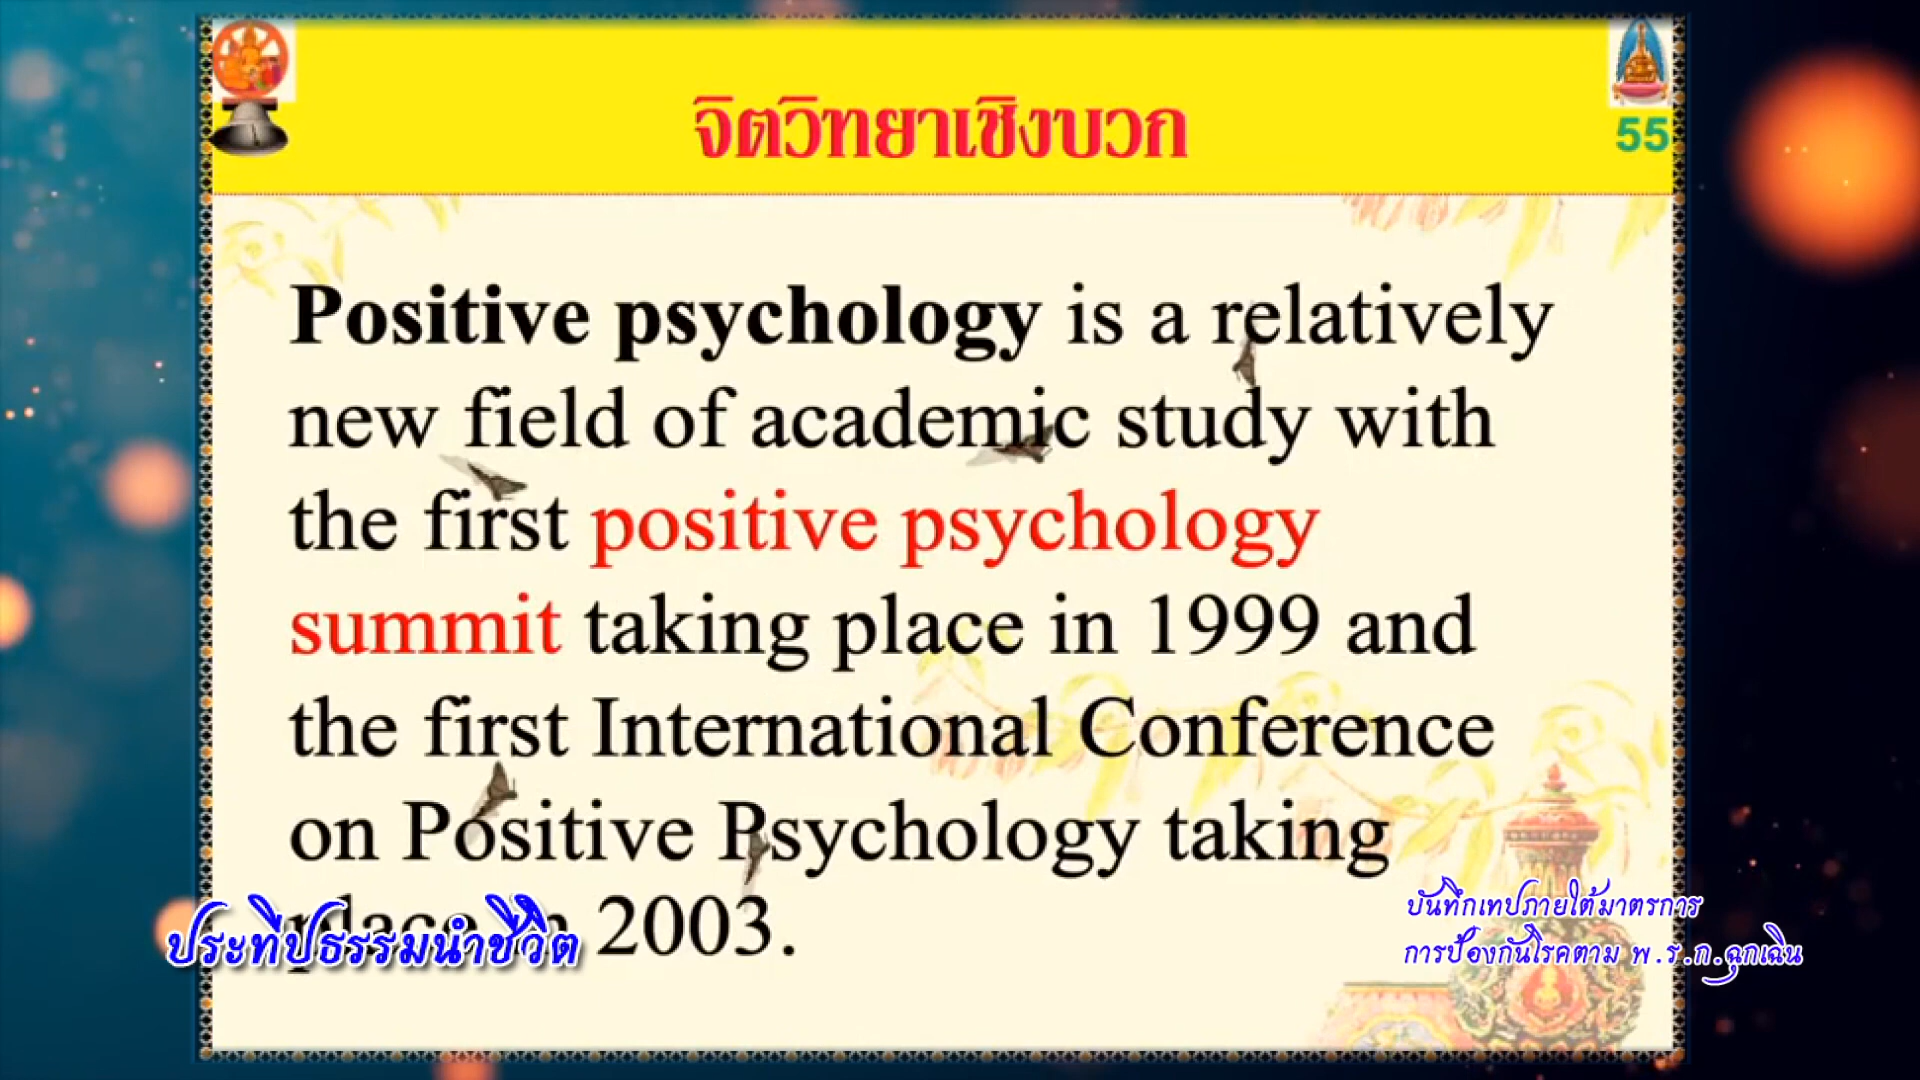 จิตวิทยาเชิงบวก
55
Positive psychology is a relatively
new field of academic study with
the first positive psychology
summit taking place in 1999 and
the first International Conference
on Positive Psychology taking
place in 2003.
ประทีปธรรมนำชีวิต
บันทึกเทปภายใต้มาตรการ
การป้องกันโรคตาม พ.ร.ก.ฉุกเฉิน